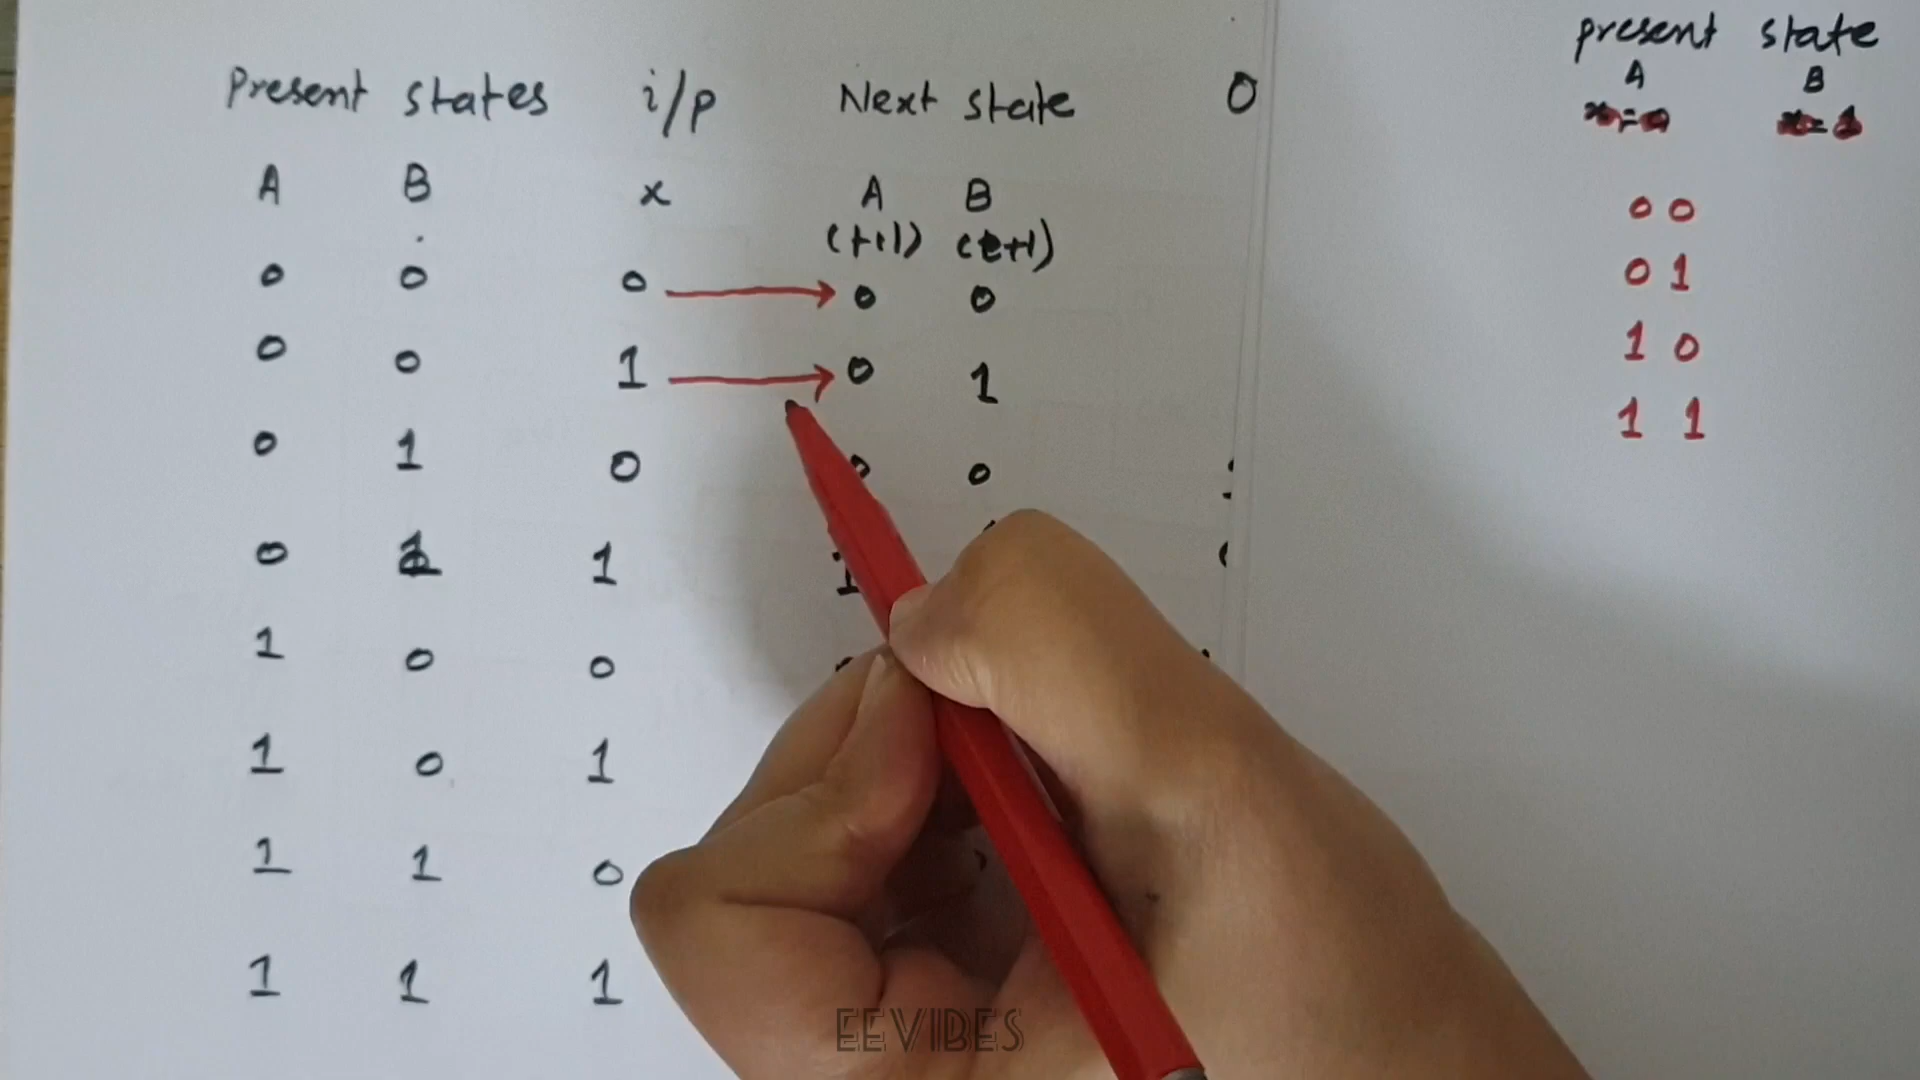 Present states i/p Next state O
A B x A B
(t+1) (t+1)
0 0 0 → 0 0
0 0 1 → 0 1
0 1 0 0 0
0 1 1 1
1 0 0
1 0 1
1 1 0
1 1 1
present state
A B
0 0
0 1
1 0
1 1
EEVIBES